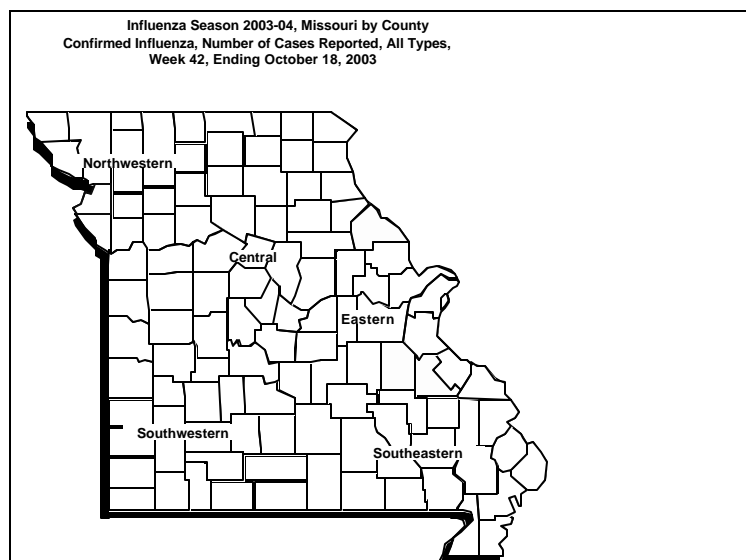 Influenza Season 2003-04, Missouri by County
Confirmed Influenza, Number of Cases Reported, All Types,
Week 42, Ending October 18, 2003
Northwestern
Central
Eastern
Southwestern
Southeastern